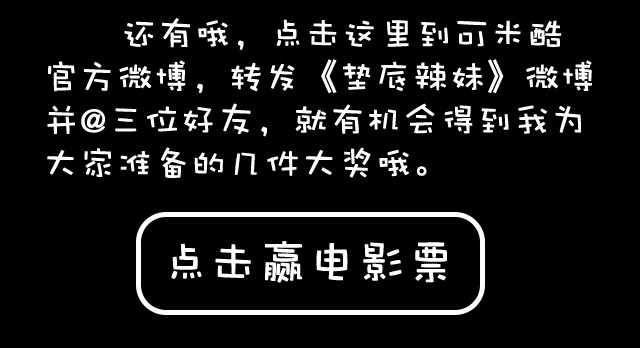 还有哦，点击这里到可米酷
官方微博，转发《垫底辣妹》微博
并@三位好友，就有机会得到我为
大家准备的几件大奖哦。
点击赢电影票